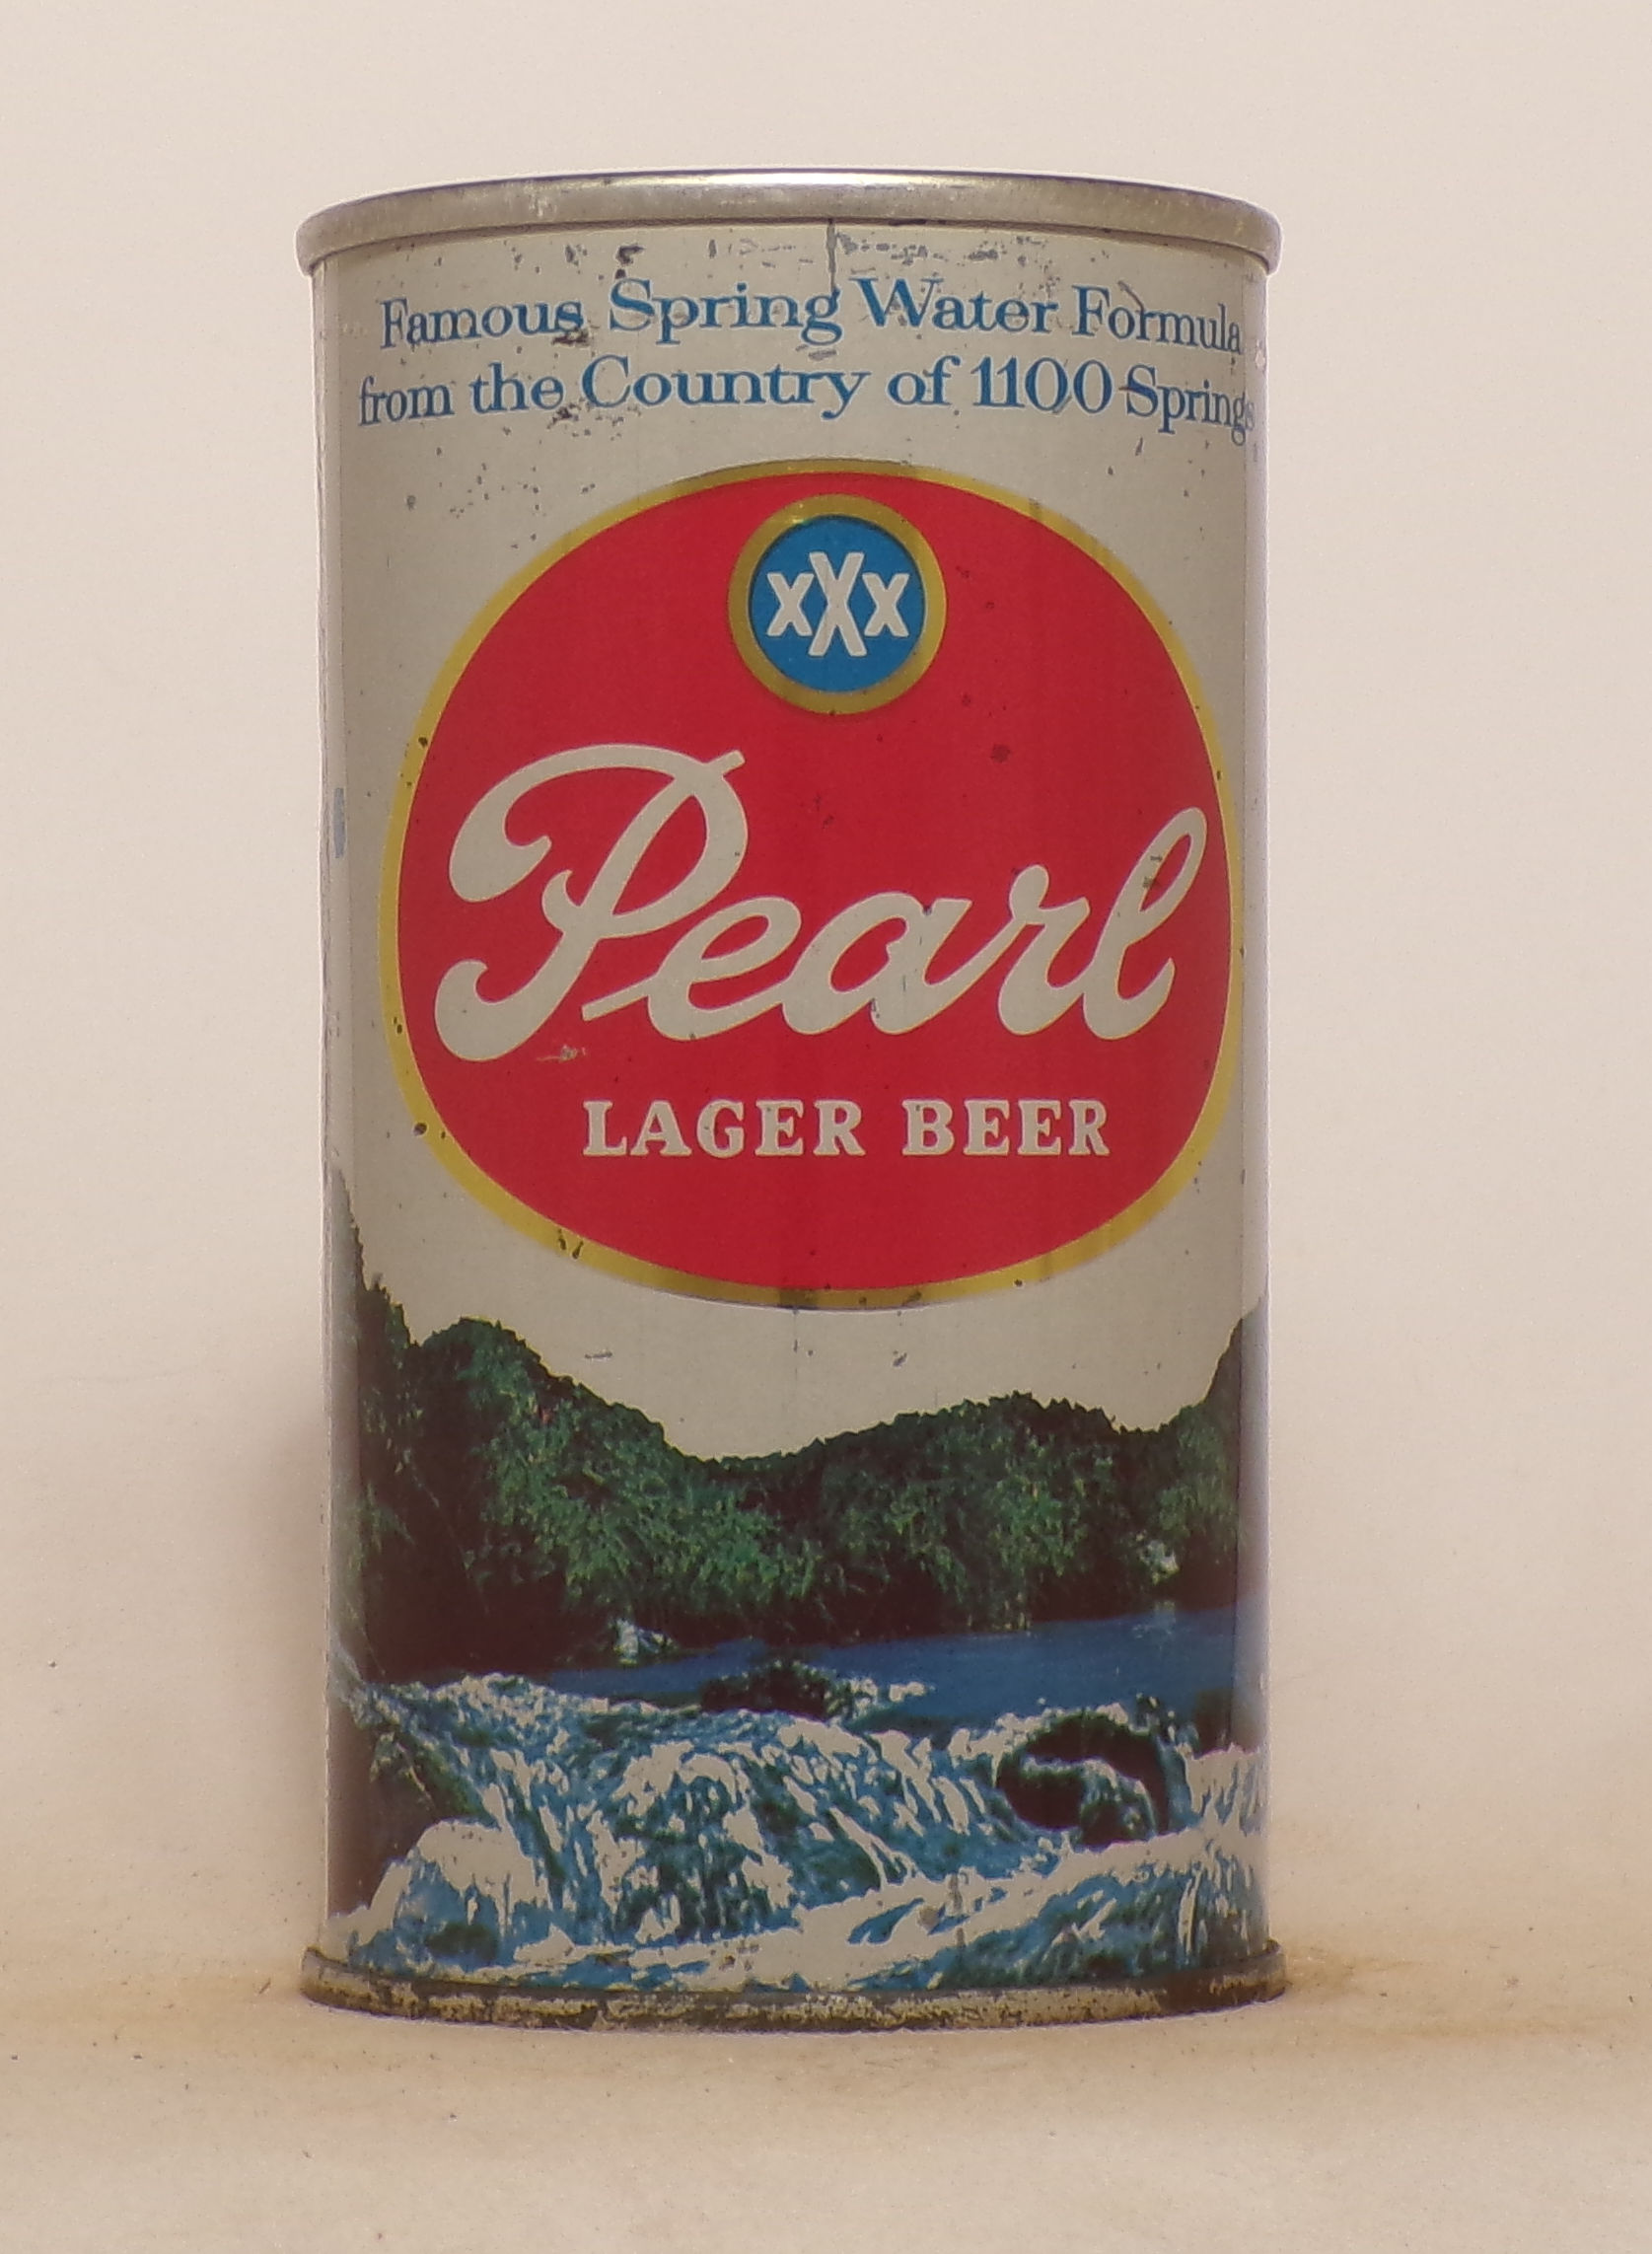 Famous Spring Water Formula
from the Country of 1100 Springs
xXx
Pearl
LAGER BEER